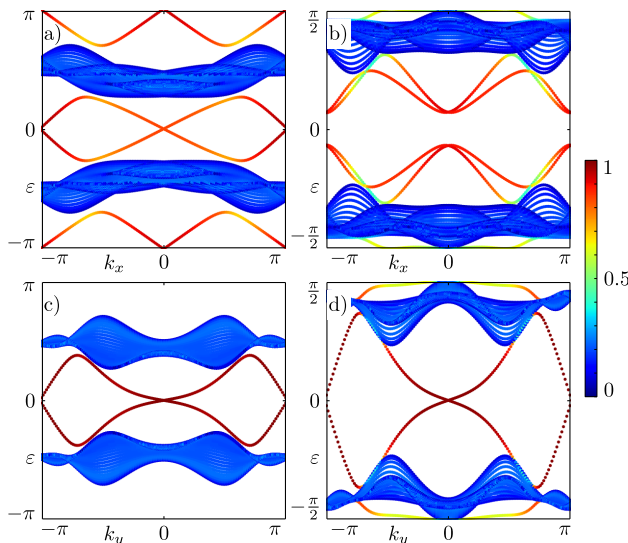 π a) π/2 b)
0 0
ε ε
−π −π/2
−π k_x 0 π −π k_x 0 π
1
0.5
0
π c) π/2 d)
0 0
ε ε
−π −π/2
−π k_y 0 π −π k_y 0 π